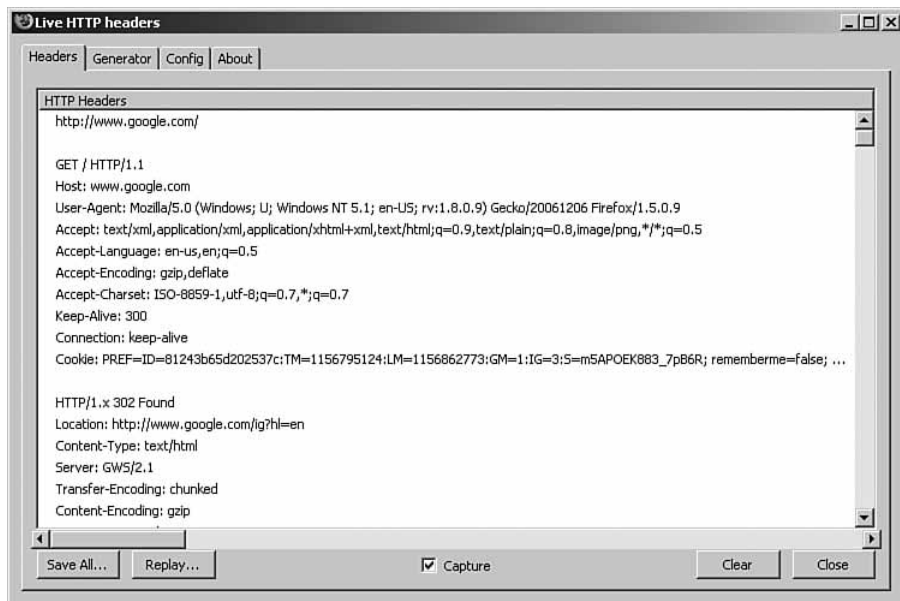 Live HTTP headers
Headers Generator Config About
HTTP Headers
http://www.google.com/
GET / HTTP/1.1
Host: www.google.com
User-Agent: Mozilla/5.0 (Windows; U; Windows NT 5.1; en-US; rv:1.8.0.9) Gecko/20061206 Firefox/1.5.0.9
Accept: text/xml,application/xml,application/xhtml+xml,text/html;q=0.9,text/plain;q=0.8,image/png,*/*;q=0.5
Accept-Language: en-us,en;q=0.5
Accept-Encoding: gzip,deflate
Accept-Charset: ISO-8859-1,utf-8;q=0.7,*;q=0.7
Keep-Alive: 300
Connection: keep-alive
Cookie: PREF=ID=81243b65d202537c:TM=1156795124:LM=1156862773:GM=1:IG=3:S=m5APOEK883_7pB6R; rememberme=false; ...
HTTP/1.x 302 Found
Location: http://www.google.com/ig?hl=en
Content-Type: text/html
Server: GWS/2.1
Transfer-Encoding: chunked
Content-Encoding: gzip
Save All... Replay... Capture Clear Close